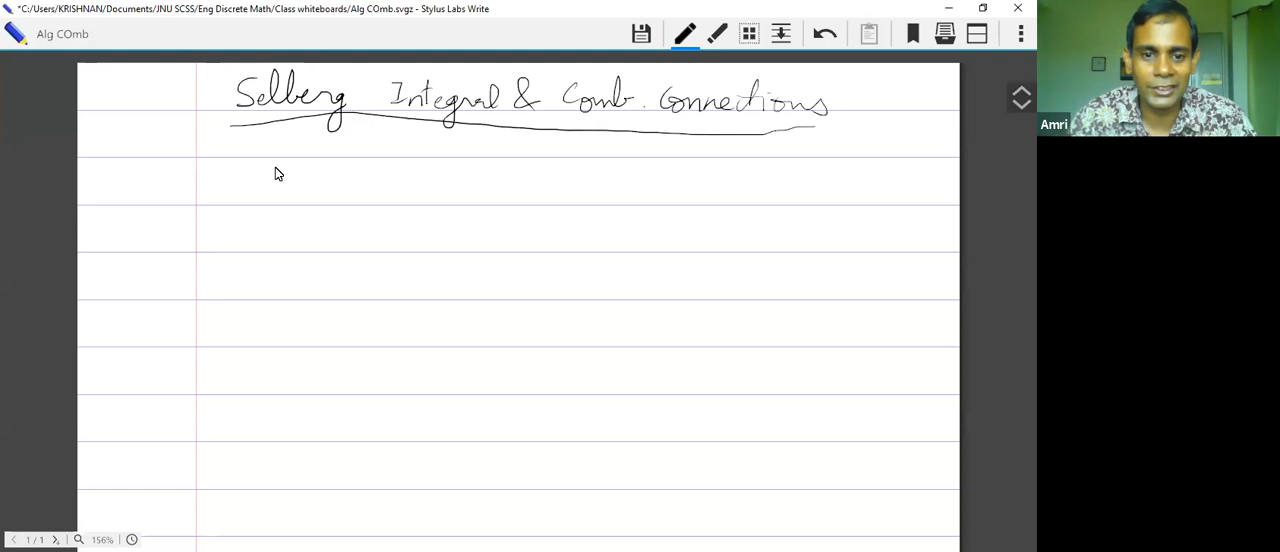 *C:/Users/KRISHNAN/Documents/JNU SCSS/Eng Discrete Math/Class whiteboards/Alg COmb.svgz - Stylus Labs Write
Alg COmb
Selberg Integral & Comb. Connections
Amri
1 / 1
156%